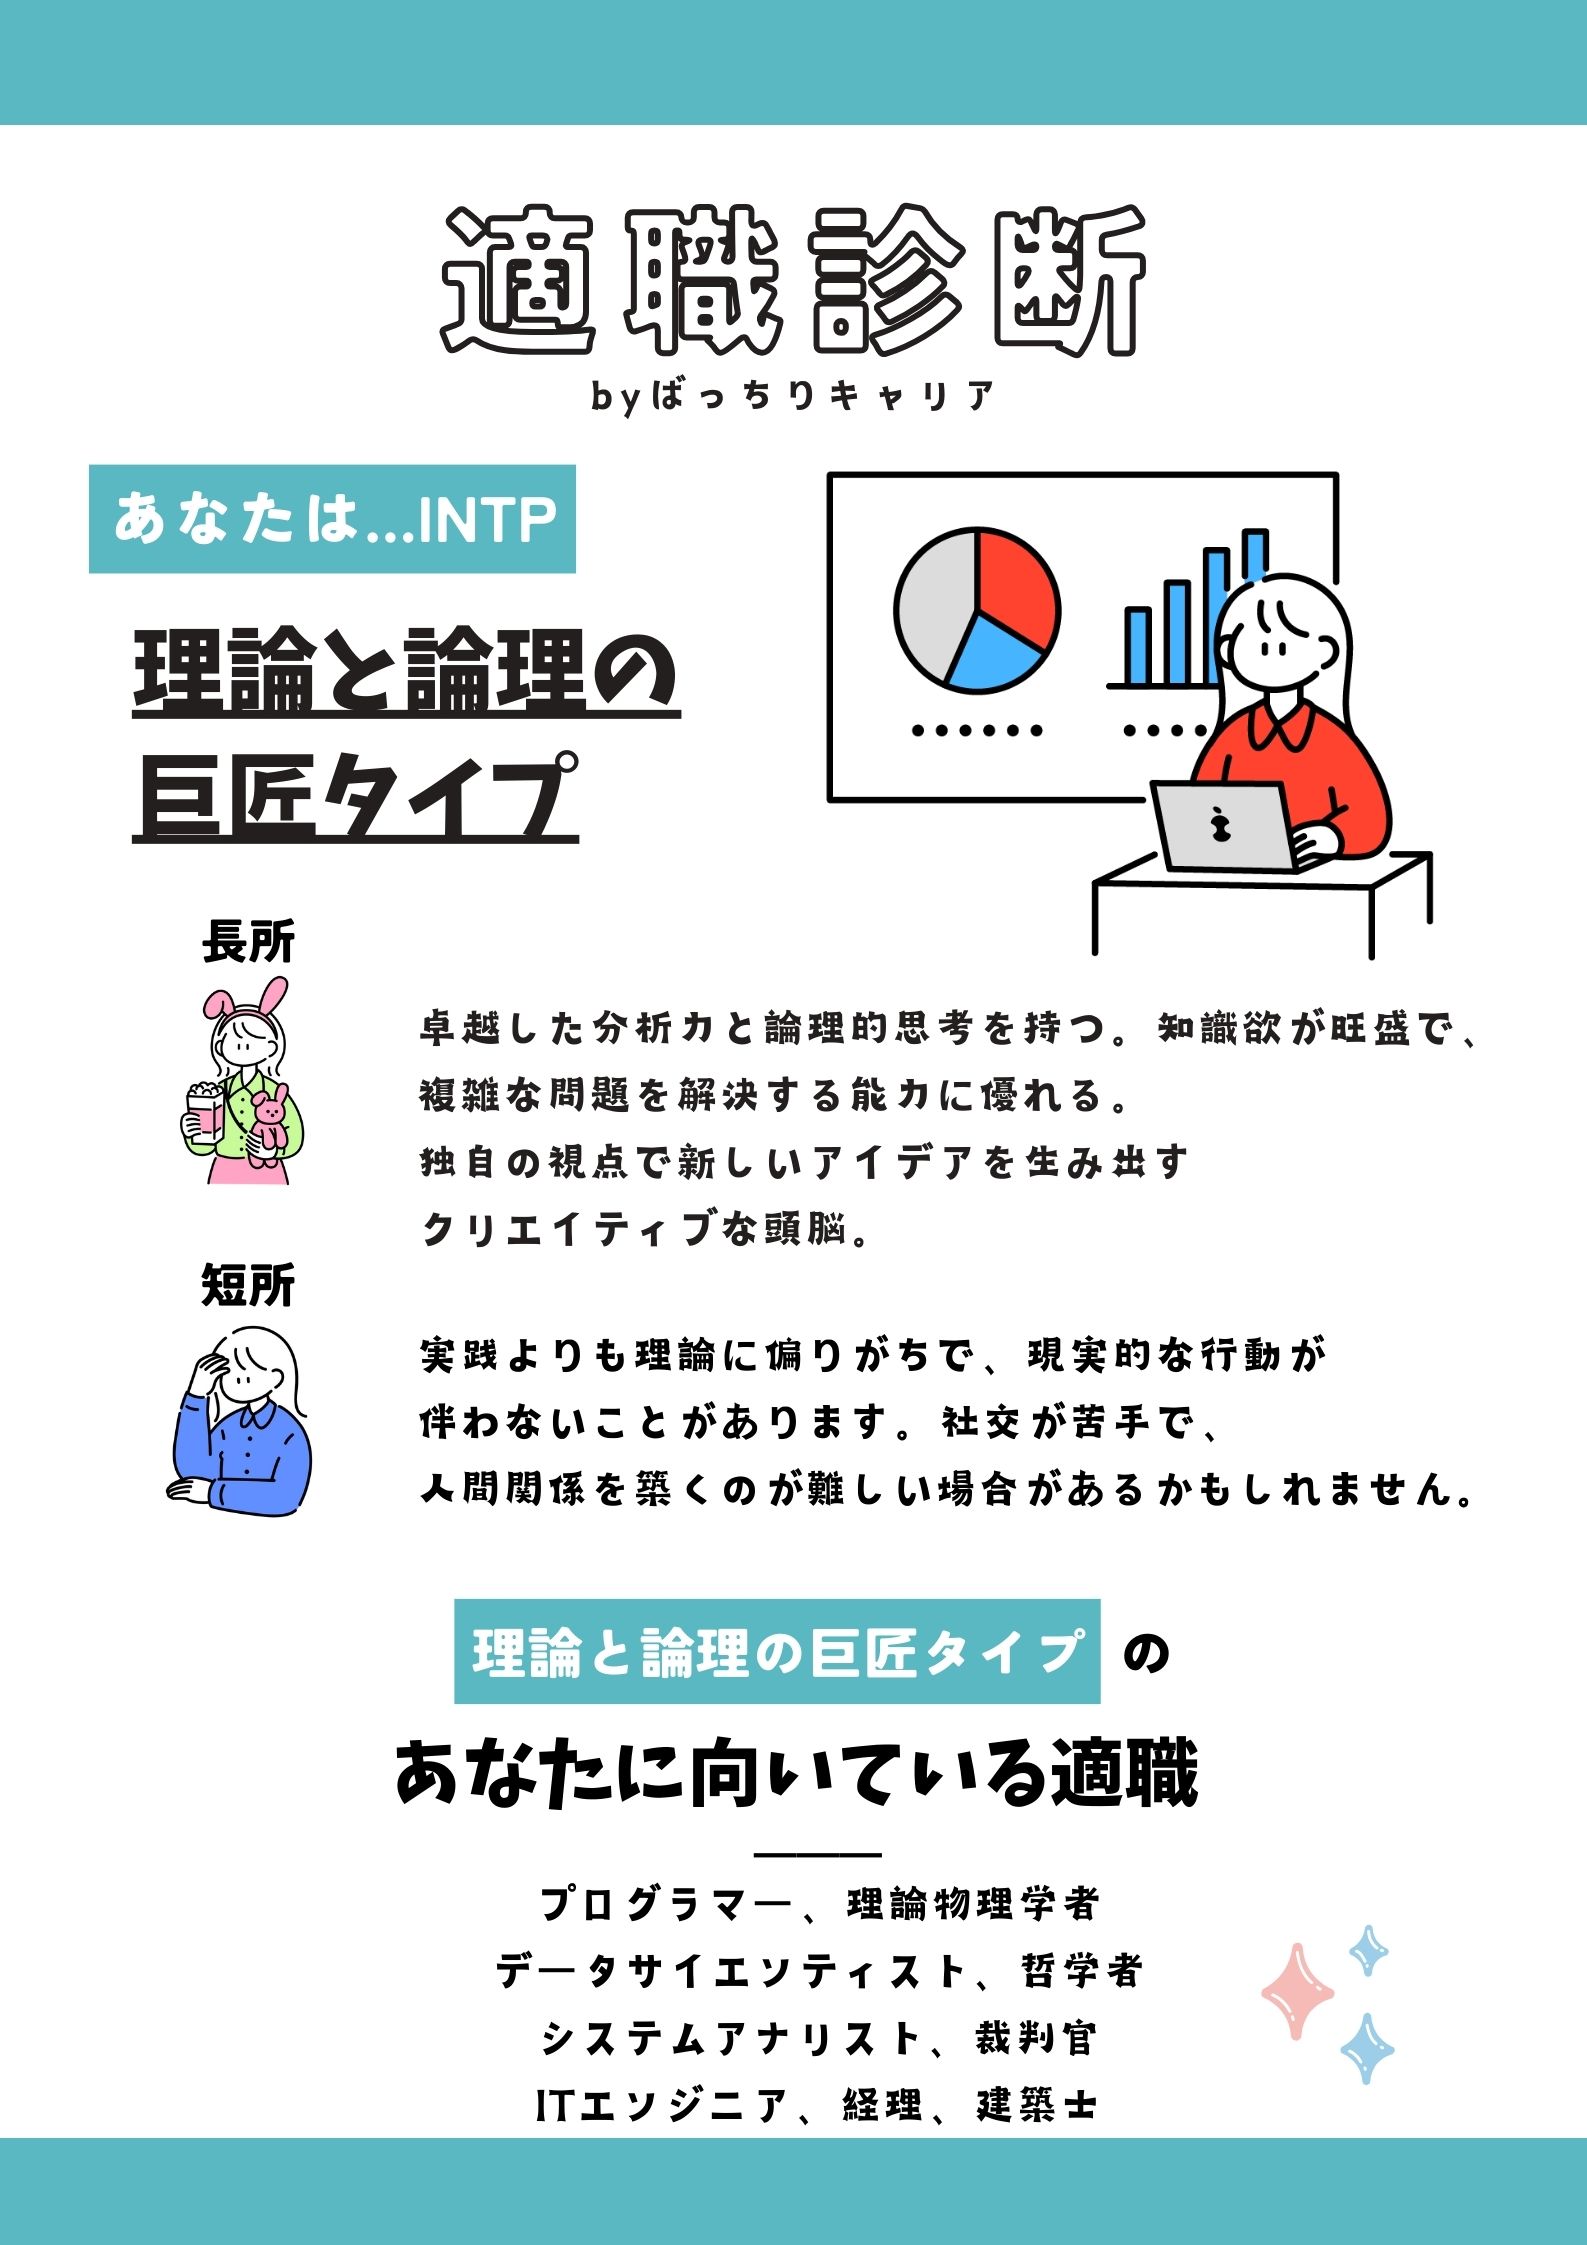 適職診断
byばっちりキャリア
あなたは...INTP
理論と論理の
巨匠タイプ
長所
卓越した分析力と論理的思考を持つ。知識欲が旺盛で、
複雑な問題を解決する能力に優れる。
独自の視点で新しいアイデアを生み出す
クリエイティブな頭脳。
短所
実践よりも理論に偏りがちで、現実的な行動が
伴わないことがあります。社交が苦手で、
人間関係を築くのが難しい場合があるかもしれません。
理論と論理の巨匠タイプ の
あなたに向いている適職
プログラマー、理論物理学者
データサイエンティスト、哲学者
システムアナリスト、裁判官
ITエンジニア、経理、建築士